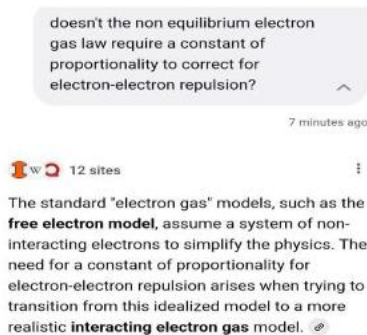 doesn't the non equilibrium electron
gas law require a constant of
proportionality to correct for
electron-electron repulsion?
7 minutes ago
12 sites
The standard "electron gas" models, such as the
free electron model, assume a system of non-
interacting electrons to simplify the physics. The
need for a constant of proportionality for
electron-electron repulsion arises when trying to
transition from this idealized model to a more
realistic interacting electron gas model.